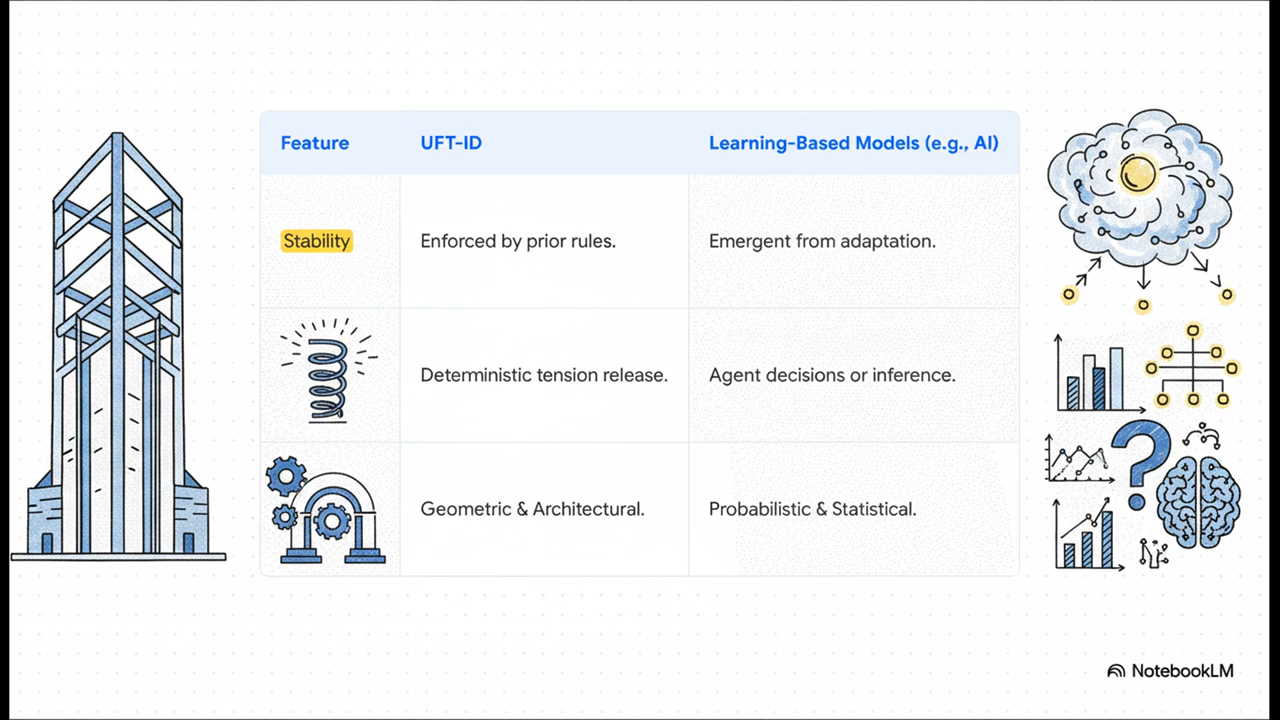 Feature UFT-ID Learning-Based Models (e.g., AI)
Stability Enforced by prior rules. Emergent from adaptation.
Deterministic tension release. Agent decisions or inference.
Geometric & Architectural. Probabilistic & Statistical.
?
NotebookLM